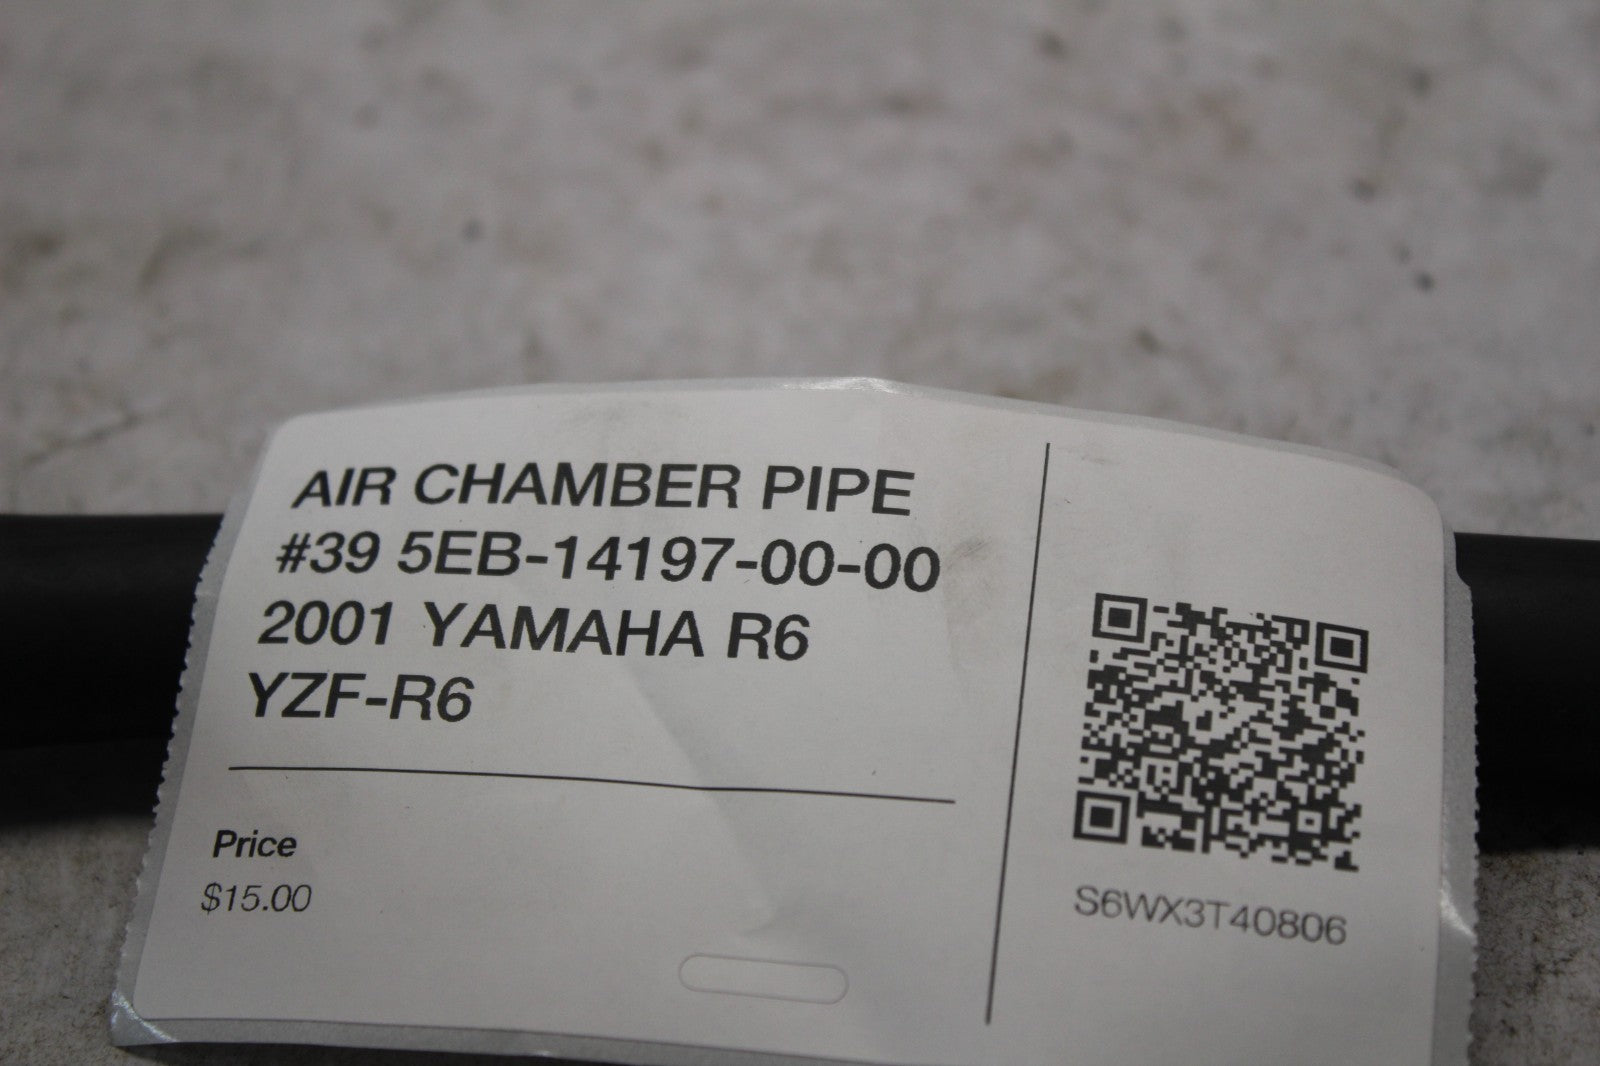 AIR CHAMBER PIPE
#39 5EB-14197-00-00
2001 YAMAHA R6
YZF-R6
Price
$15.00
S6WX3T40806